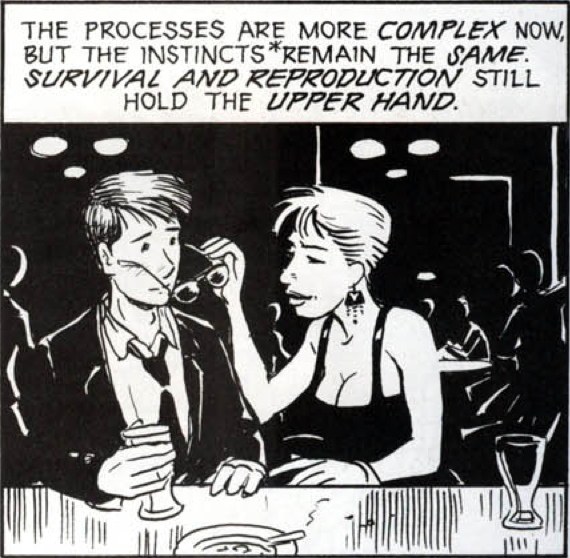 THE PROCESSES ARE MORE COMPLEX NOW,
BUT THE INSTINCTS* REMAIN THE SAME.
SURVIVAL AND REPRODUCTION STILL
HOLD THE UPPER HAND.